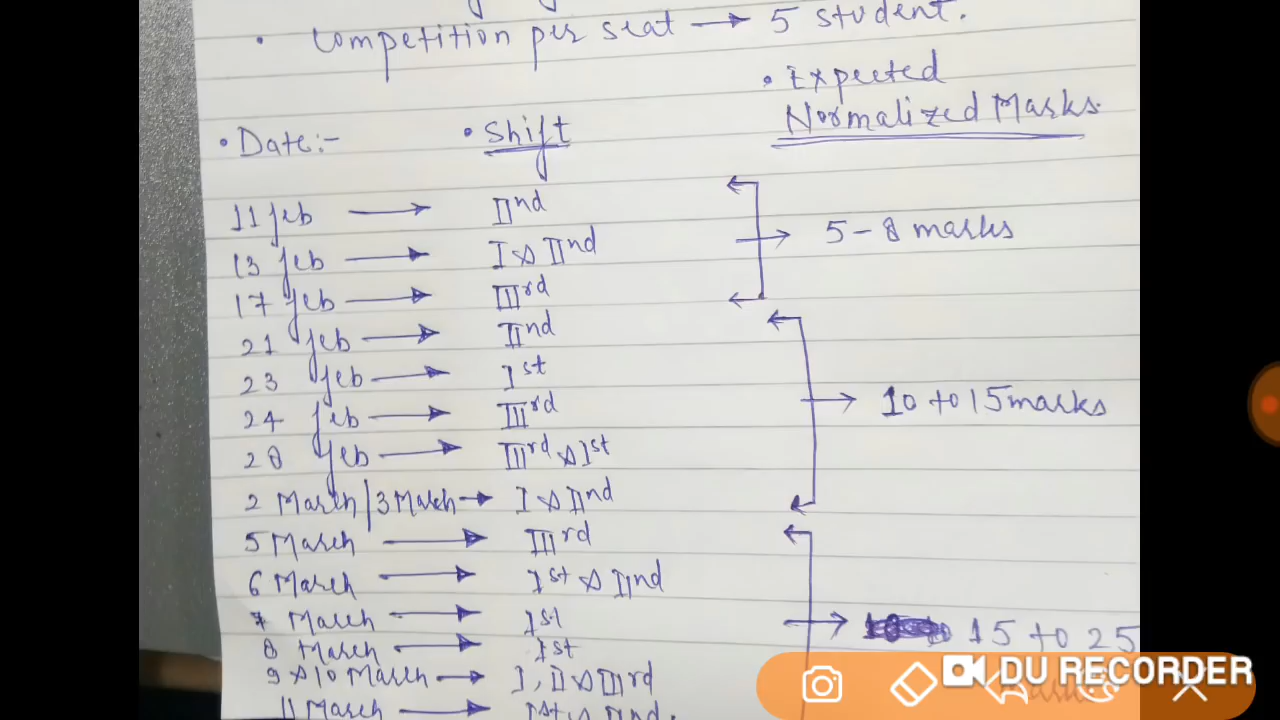 • Competition per seat → 5 student.
• Expected
Normalized Marks.
• Date:- • Shift
11 feb → IInd
13 feb → I & IInd
5 - 8 marks
17 feb → IIIrd
21 feb → IInd
23 feb → Ist
24 feb → IIIrd
10 to 15 marks
28 feb → IIIrd & Ist
2 March / 3 March → I & IInd
5 March → IIIrd
6 March → Ist & IInd
7 March → Ist
→ 15 to 25
8 March → Ist
9 & 10 March → I, II & IIIrd
11 March → Ist & IInd.
DU RECORDER